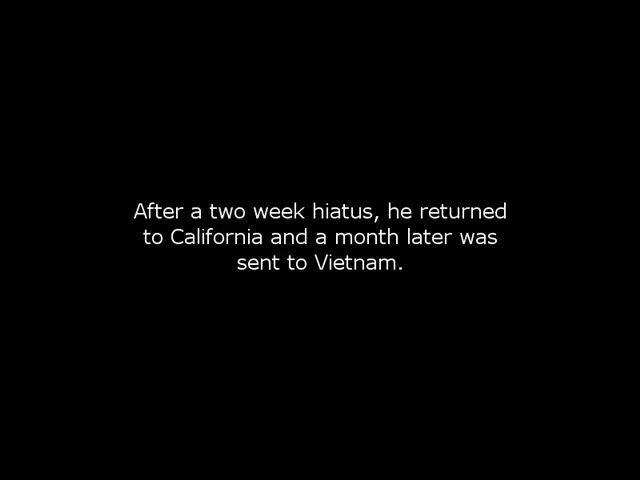 After a two week hiatus, he returned
to California and a month later was
sent to Vietnam.